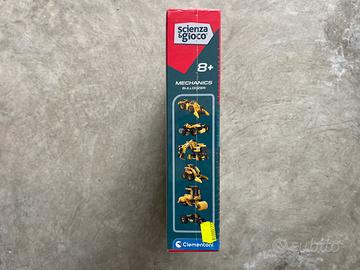 scienza
&gioco
8+
MECHANICS
BULLDOZER
Clementoni
subito